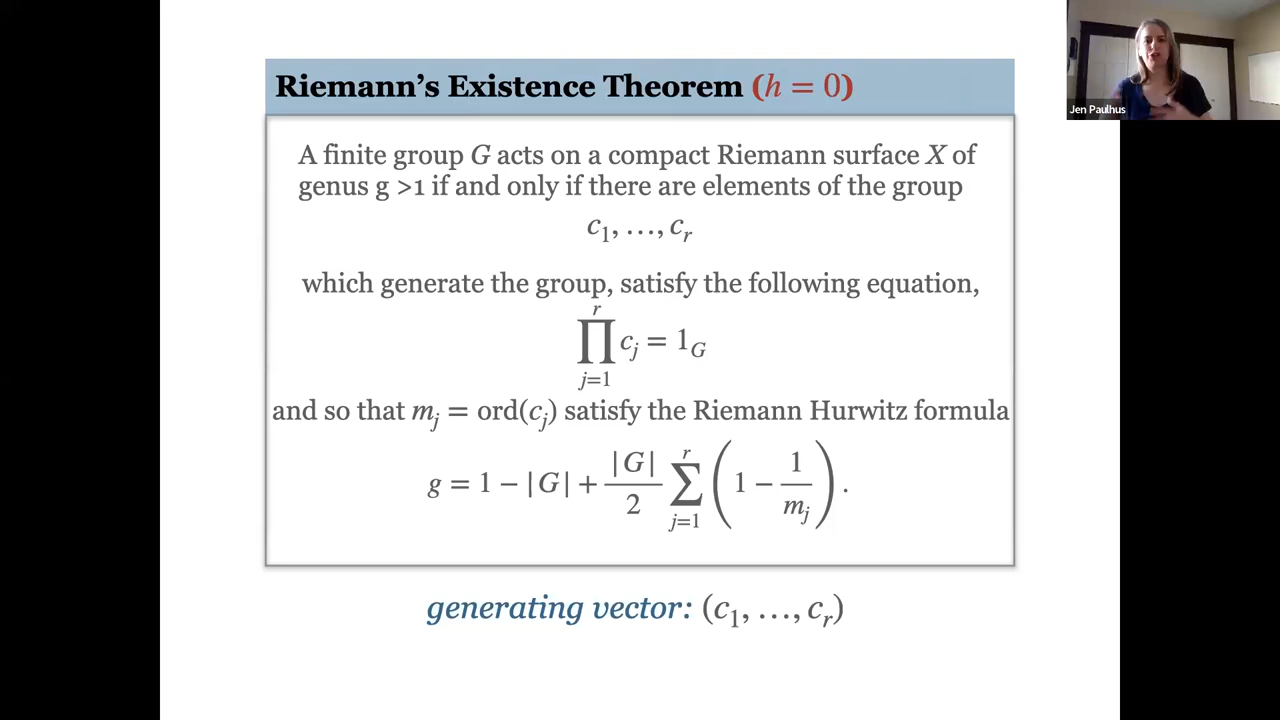 Riemann's Existence Theorem (h = 0)
A finite group G acts on a compact Riemann surface X of
genus g >1 if and only if there are elements of the group
c₁, …, cᵣ
which generate the group, satisfy the following equation,
∏ⱼ₌₁ʳ cⱼ = 1_G
and so that mⱼ = ord(cⱼ) satisfy the Riemann Hurwitz formula
g = 1 − |G| + |G|/2 ∑ⱼ₌₁ʳ (1 − 1/mⱼ).
generating vector: (c₁, …, cᵣ)
Jen Paulhus